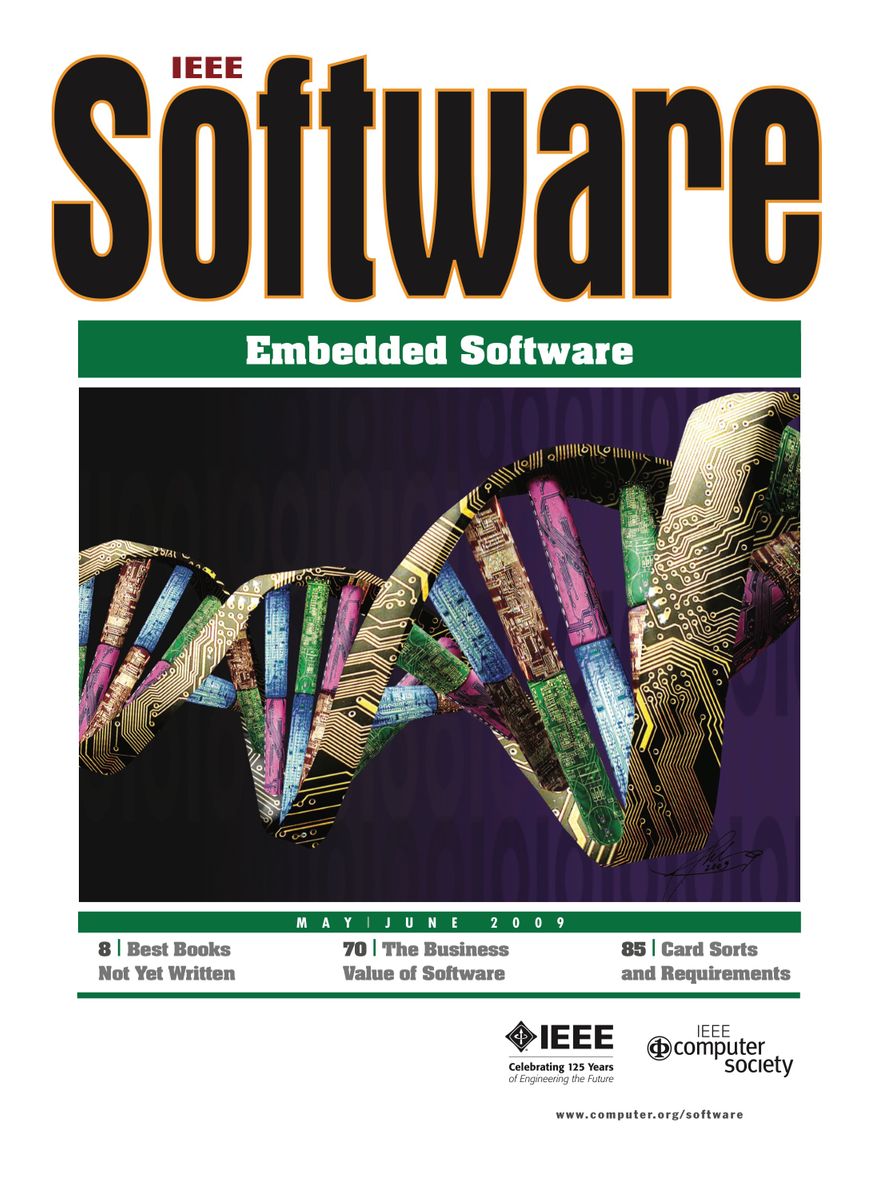 IEEE
Software
Embedded Software
2009
MAY | JUNE 2009
8 | Best Books
Not Yet Written
70 | The Business
Value of Software
85 | Card Sorts
and Requirements
IEEE
Celebrating 125 Years
of Engineering the Future
IEEE
computer
society
www.computer.org/software